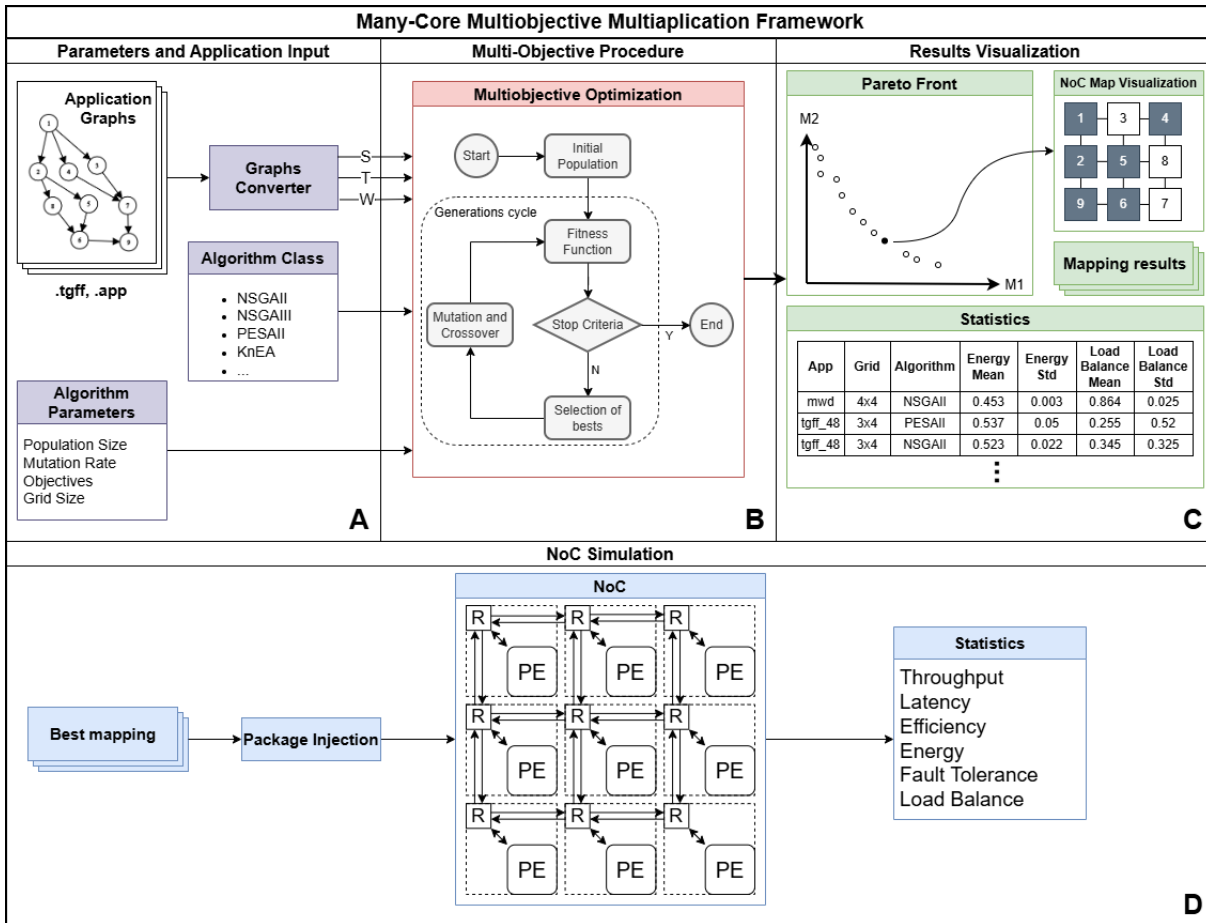 Many-Core Multiobjective Multiaplication Framework
Parameters and Application Input
Application
Graphs
1
2
4
3
8
5
7
6
9
.tgff, .app
Graphs
Converter
S
T
W
Algorithm Class
NSGAII
NSGAIII
PESAII
KnEA
...
Algorithm
Parameters
Population Size
Mutation Rate
Objectives
Grid Size
A
Multi-Objective Procedure
Multiobjective Optimization
Start
Initial
Population
Generations cycle
Fitness
Function
Mutation and
Crossover
Stop Criteria
Y
End
N
Selection of
bests
B
Results Visualization
Pareto Front
M2
M1
NoC Map Visualization
1 3 4
2 5 8
9 6 7
Mapping results
Statistics
App Grid Algorithm Energy Mean Energy Std Load Balance Mean Load Balance Std
mwd 4x4 NSGAII 0.453 0.003 0.864 0.025
tgff_48 3x4 PESAII 0.537 0.05 0.255 0.52
tgff_48 3x4 NSGAII 0.523 0.022 0.345 0.325
C
NoC Simulation
Best mapping
Package Injection
NoC
R R R
PE PE PE
R R R
PE PE PE
R R R
PE PE PE
Statistics
Throughput
Latency
Efficiency
Energy
Fault Tolerance
Load Balance
D